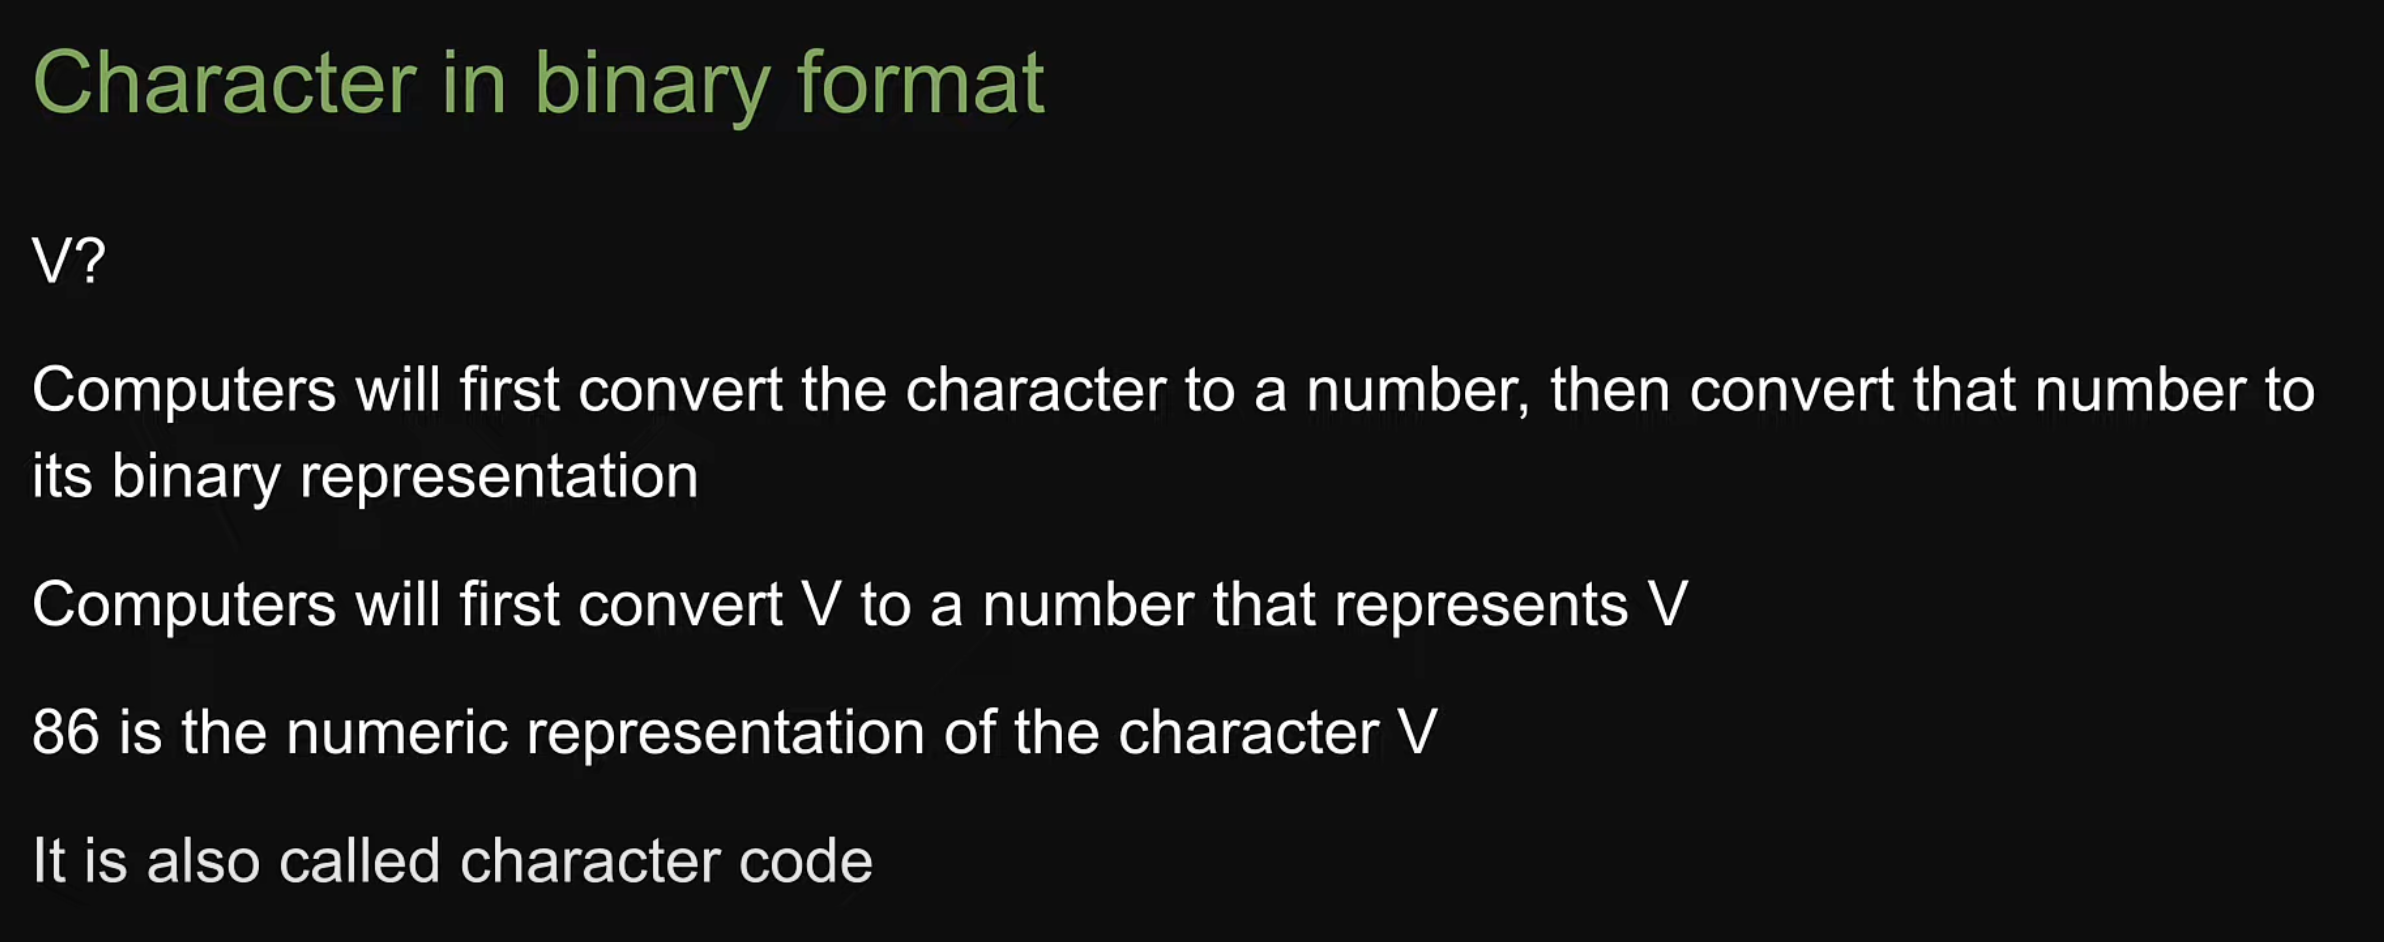 Character in binary format
V?
Computers will first convert the character to a number, then convert that number to
its binary representation
Computers will first convert V to a number that represents V
86 is the numeric representation of the character V
It is also called character code